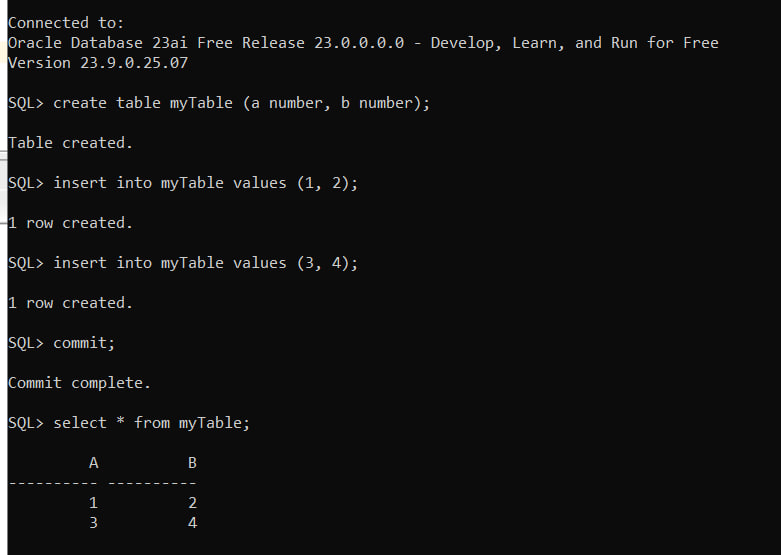 Connected to:
Oracle Database 23ai Free Release 23.0.0.0.0 - Develop, Learn, and Run for Free
Version 23.9.0.25.07
SQL> create table myTable (a number, b number);
Table created.
SQL> insert into myTable values (1, 2);
1 row created.
SQL> insert into myTable values (3, 4);
1 row created.
SQL> commit;
Commit complete.
SQL> select * from myTable;
         A          B
---------- ----------
         1          2
         3          4